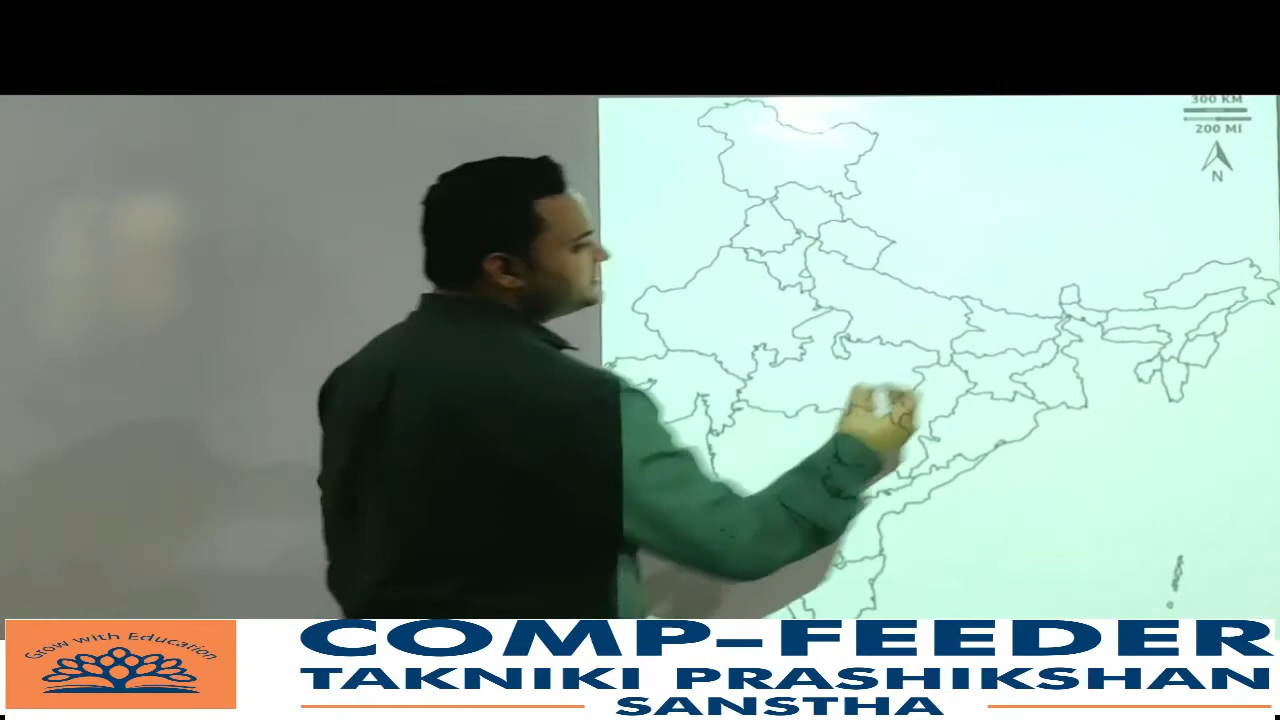 300 KM
200 MI
N
Grow with Education
COMP-FEEDER
TAKNIKI PRASHIKSHAN
SANSTHA